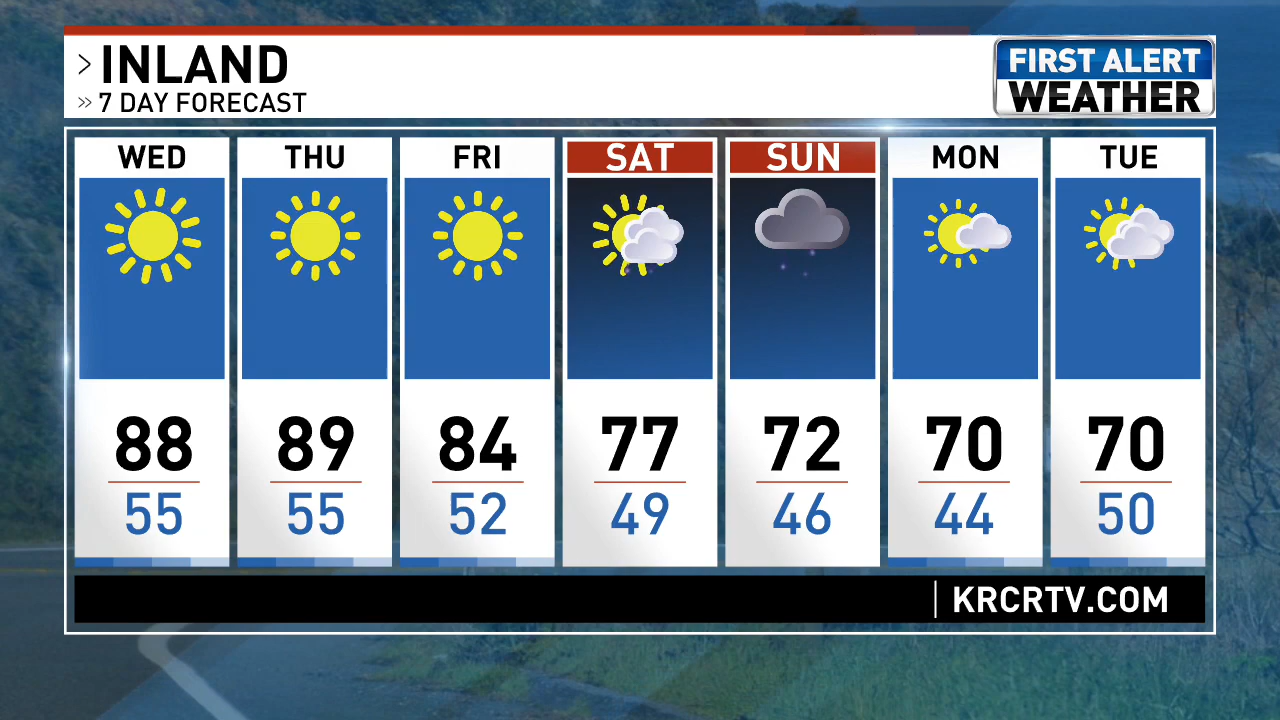 > INLAND
» 7 DAY FORECAST
FIRST ALERT
WEATHER
WED THU FRI SAT SUN MON TUE
88 89 84 77 72 70 70
55 55 52 49 46 44 50
KRCRTV.COM